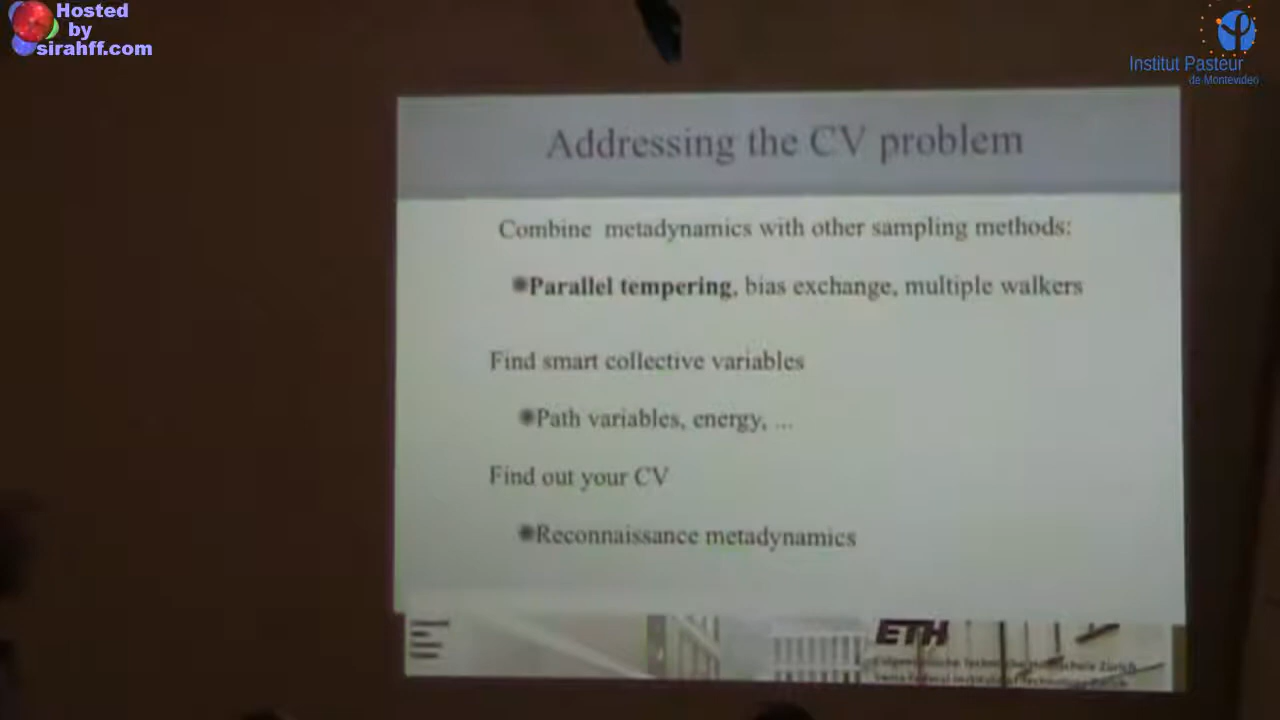 Hosted
by
sirahff.com
Institut Pasteur
de Montevideo
Addressing the CV problem
Combine metadynamics with other sampling methods:
Parallel tempering, bias exchange, multiple walkers
Find smart collective variables
Path variables, energy, ...
Find out your CV
Reconnaissance metadynamics
ETH